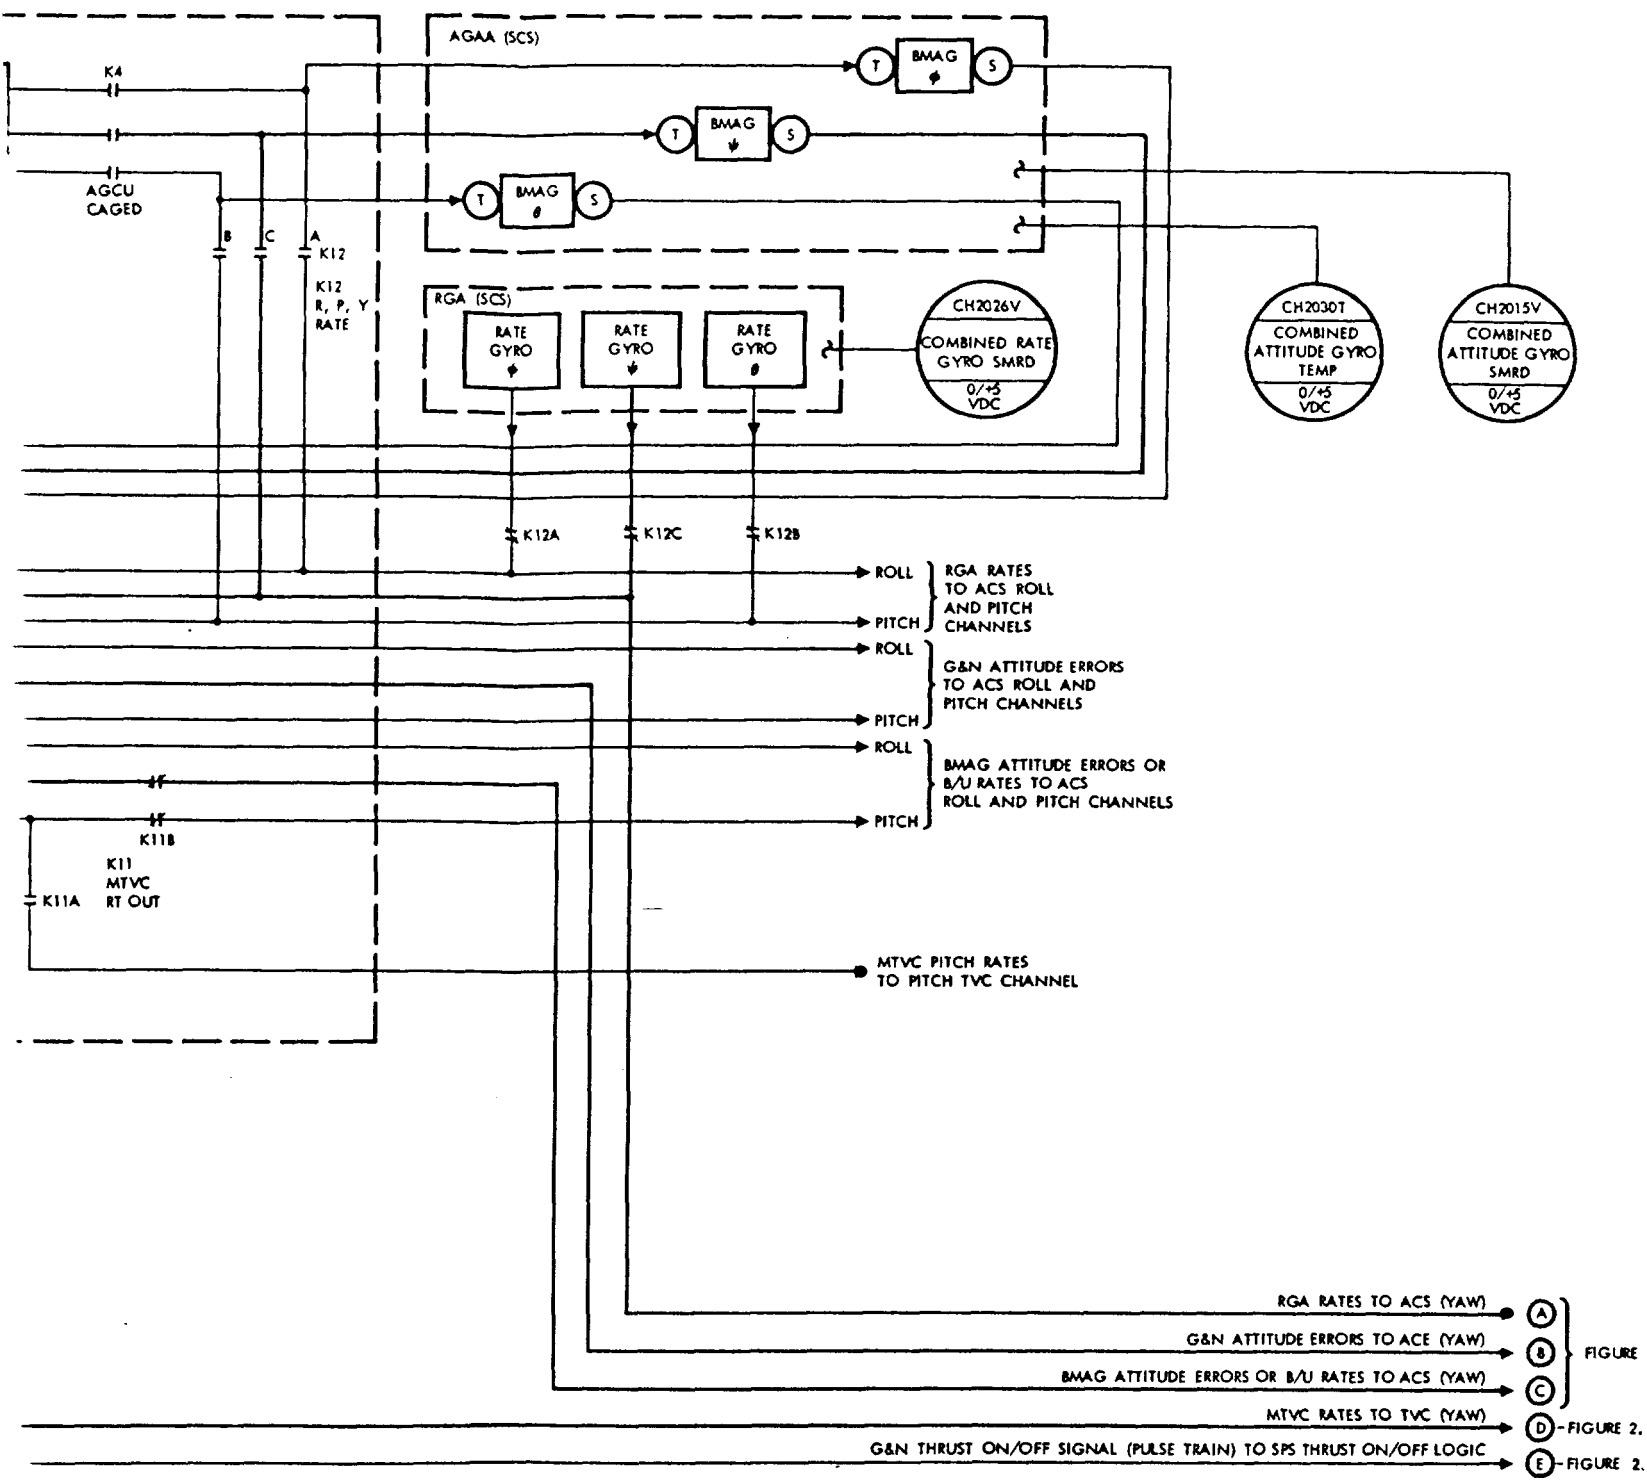 AGAA (SCS)
K4
T
BMAG
ϕ
S
T
BMAG
ψ
S
AGCU
CAGED
T
BMAG
θ
S
B
C
A
K12
K12
R, P, Y
RATE
RGA (SCS)
RATE
GYRO
ϕ
RATE
GYRO
ψ
RATE
GYRO
θ
CH2026V
COMBINED RATE
GYRO SMRD
0/+5
VDC
CH2030T
COMBINED
ATTITUDE GYRO
TEMP
0/+5
VDC
CH2015V
COMBINED
ATTITUDE GYRO
SMRD
0/+5
VDC
K12A
K12C
K12B
ROLL
PITCH
RGA RATES
TO ACS ROLL
AND PITCH
CHANNELS
ROLL
PITCH
G&N ATTITUDE ERRORS
TO ACS ROLL AND
PITCH CHANNELS
ROLL
PITCH
BMAG ATTITUDE ERRORS OR
B/U RATES TO ACS
ROLL AND PITCH CHANNELS
K11B
K11
MTVC
RT OUT
K11A
MTVC PITCH RATES
TO PITCH TVC CHANNEL
RGA RATES TO ACS (YAW)
A
G&N ATTITUDE ERRORS TO ACE (YAW)
B
FIGURE
BMAG ATTITUDE ERRORS OR B/U RATES TO ACS (YAW)
C
MTVC RATES TO TVC (YAW)
D
-FIGURE 2.
G&N THRUST ON/OFF SIGNAL (PULSE TRAIN) TO SPS THRUST ON/OFF LOGIC
E
-FIGURE 2.